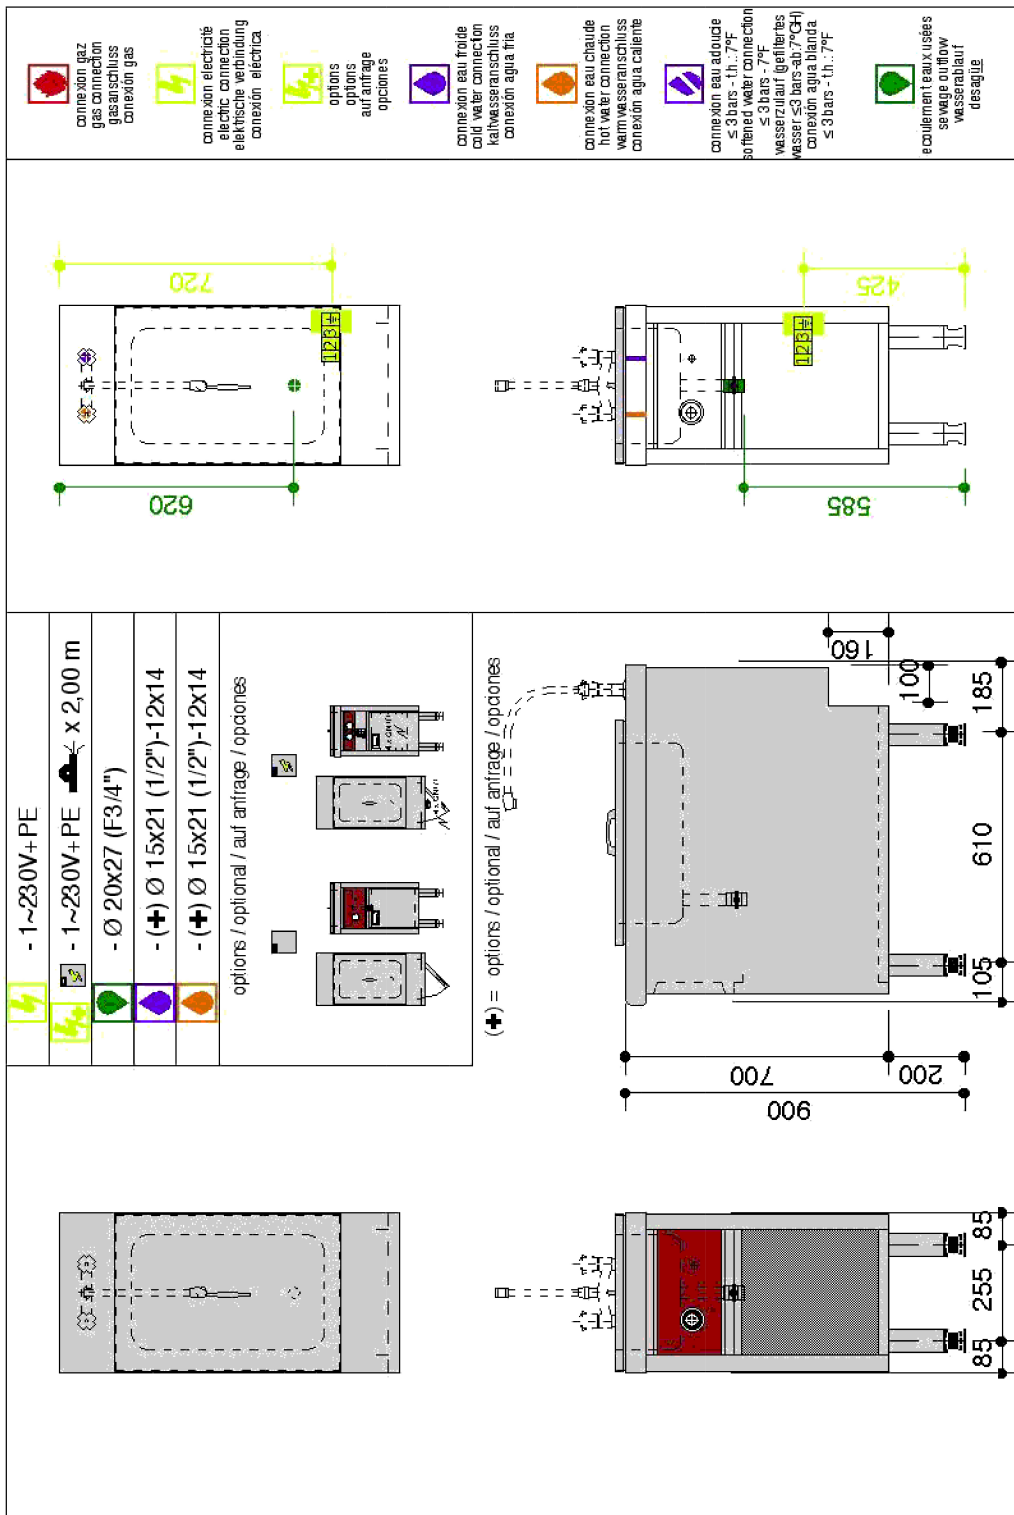 connexion gaz
gas connection
gasanschluss
conexión gas
connexion electricité
electric connection
elektrische verbindung
conexión eléctrica
options
options
auf anfrage
opciones
connexion eau froide
cold water connection
kaltwasseranschluss
conexión agua fria
connexion eau chaude
hot water connection
warmwasseranschluss
conexión agua caliente
connexion eau adoucie
≤ 3 bars - th.:7°F
softened water connection
≤ 3 bars - 7°F
wasserzulauf (gefiltertes
wasser ≤3 bars-ab:7°GH)
conexión agua blanda
≤ 3 bars - th.:7°F
ecoulement eaux usées
sewage outflow
wasserablauf
desagüe
720
123
620
425
123
585
- 1~230V+PE
- 1~230V+PE x 2,00 m
- Ø 20x27 (F3/4")
- (+) Ø 15x21 (1/2")-12x14
- (+) Ø 15x21 (1/2")-12x14
options / optional / auf anfrage / opciones
(+) = options / optional / auf anfrage / opciones
160
100
185
610
105
700
200
900
85
255
85